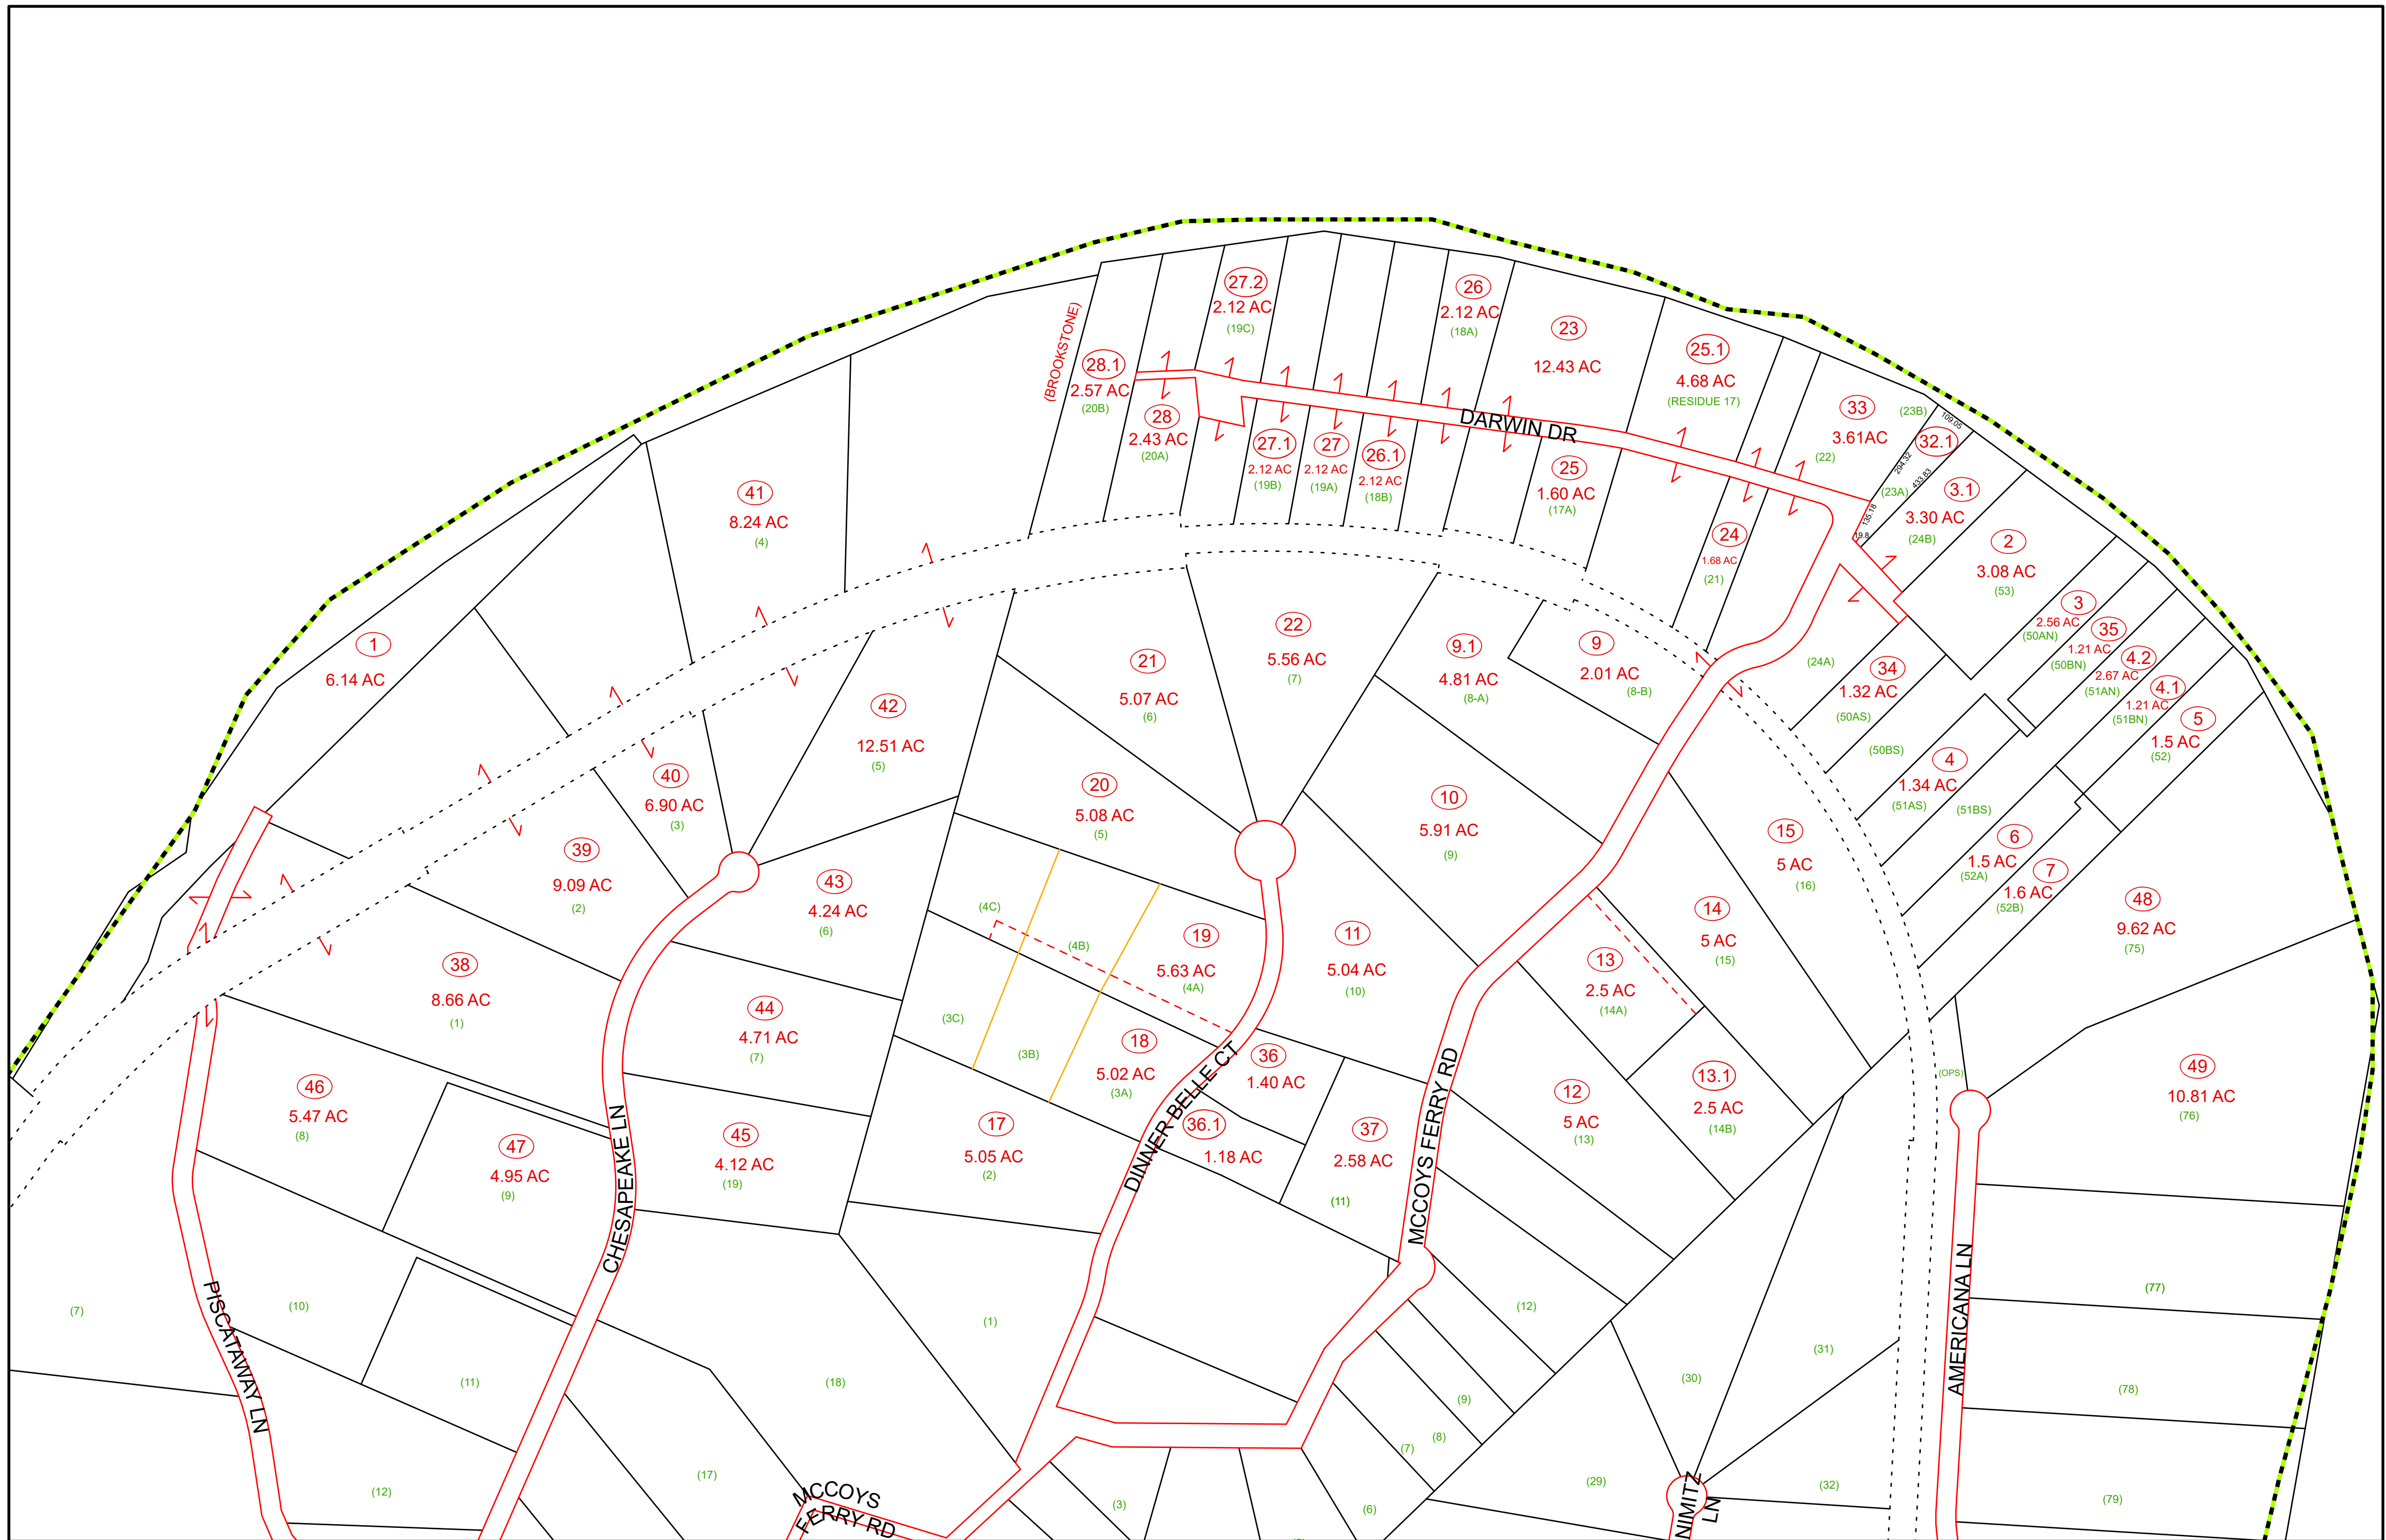 27.2
2.12 AC
(19C)
26
2.12 AC
(18A)
23
12.43 AC
25.1
4.68 AC
(RESIDUE 17)
(BROOKSTONE)
28.1
2.57 AC
(20B)
28
2.43 AC
(20A)
27.1
2.12 AC
(19B)
27
2.12 AC
(19A)
26.1
2.12 AC
(18B)
DARWIN DR
25
1.60 AC
(17A)
33
3.61AC
(22)
(23B)
109.05
32.1
294.32
433.83
(23A)
135.18
19.8
3.1
3.30 AC
(24B)
24
1.68 AC
(21)
2
3.08 AC
(53)
3
2.56 AC
(50AN)
35
1.21 AC
(50BN)
4.2
2.67 AC
(51AN)
4.1
1.21 AC
(51BN)
5
1.5 AC
(52)
41
8.24 AC
(4)
1
6.14 AC
42
12.51 AC
(5)
21
5.07 AC
(6)
22
5.56 AC
(7)
9.1
4.81 AC
(8-A)
9
2.01 AC
(8-B)
(24A)
34
1.32 AC
(50AS)
(50BS)
4
1.34 AC
(51AS)
(51BS)
6
1.5 AC
(52A)
7
1.6 AC
(52B)
40
6.90 AC
(3)
39
9.09 AC
(2)
43
4.24 AC
(6)
20
5.08 AC
(5)
10
5.91 AC
(9)
15
5 AC
(16)
14
5 AC
(15)
48
9.62 AC
(75)
38
8.66 AC
(1)
44
4.71 AC
(7)
(4C)
(4B)
19
5.63 AC
(4A)
11
5.04 AC
(10)
13
2.5 AC
(14A)
(3C)
(3B)
18
5.02 AC
(3A)
36
1.40 AC
12
5 AC
(13)
13.1
2.5 AC
(14B)
(OPS)
49
10.81 AC
(76)
46
5.47 AC
(8)
47
4.95 AC
(9)
45
4.12 AC
(19)
17
5.05 AC
(2)
36.1
1.18 AC
37
2.58 AC
(11)
CHESAPEAKE LN
DINNER BELLE CT
MCCOYS FERRY RD
AMERICANA LN
PISCATAWAY LN
(7)
(10)
(1)
(12)
(77)
(11)
(18)
(9)
(30)
(31)
(78)
(8)
(7)
(12)
(17)
(3)
(6)
(29)
(32)
(79)
MCCOYS
FERRY RD
NIMITZ
LN